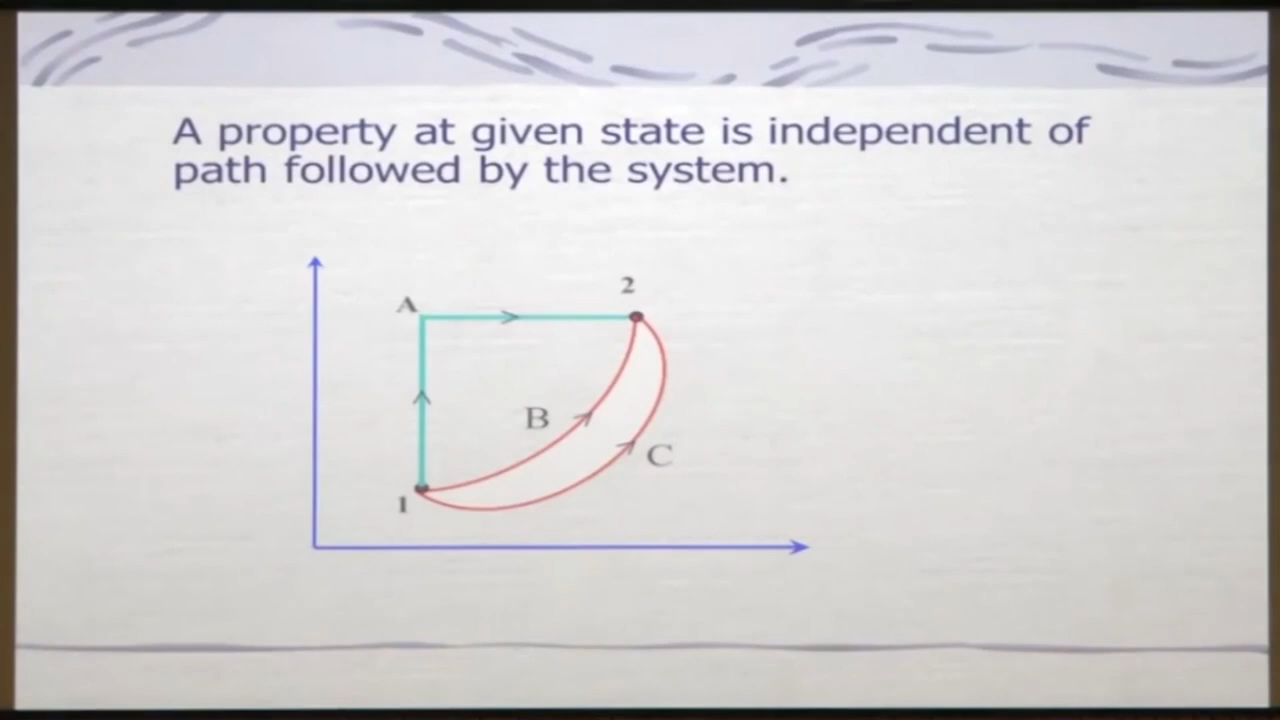 A property at given state is independent of
path followed by the system.
2
A
B
C
1